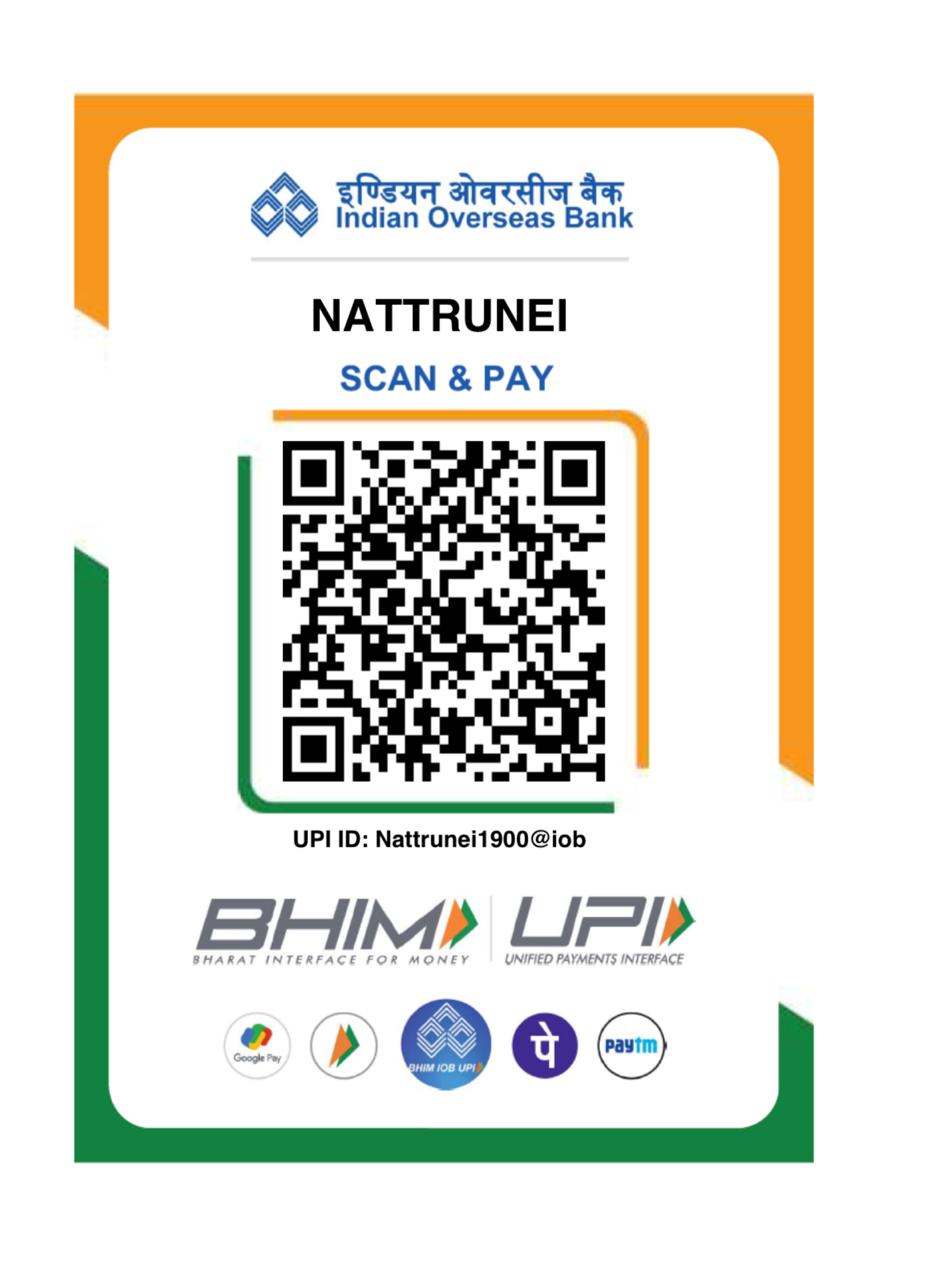 इण्डियन ओवरसीज बैंक
Indian Overseas Bank
NATTRUNEI
SCAN & PAY
UPI ID: Nattrunei1900@iob
BHIM UPI
BHARAT INTERFACE FOR MONEY UNIFIED PAYMENTS INTERFACE
Google Pay BHIM IOB UPI पे paytm